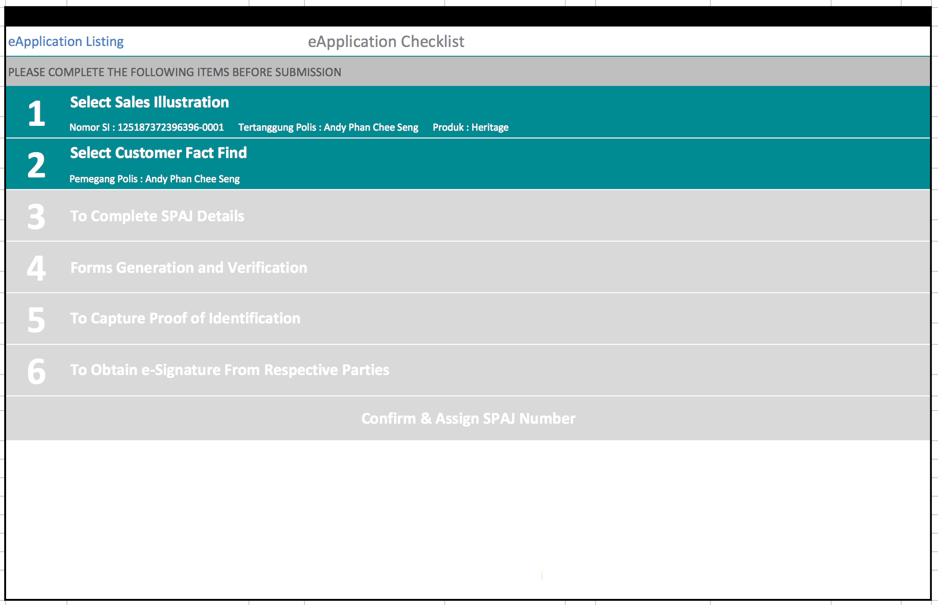 eApplication Listing
eApplication Checklist
PLEASE COMPLETE THE FOLLOWING ITEMS BEFORE SUBMISSION
1
Select Sales Illustration
Nomor SI : 125187372396396-0001 Tertanggung Polis : Andy Phan Chee Seng Produk : Heritage
2
Select Customer Fact Find
Pemegang Polis : Andy Phan Chee Seng
3
To Complete SPAJ Details
4
Forms Generation and Verification
5
To Capture Proof of Identification
6
To Obtain e-Signature From Respective Parties
Confirm & Assign SPAJ Number